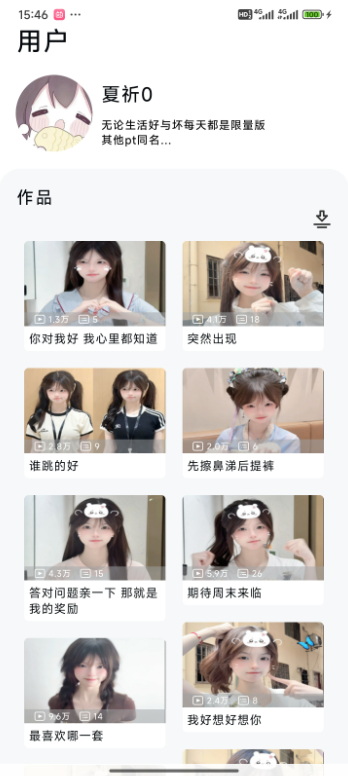 15:46
HD2 4G 4G 100
用户
夏祈0
无论生活好与坏每天都是限量版
其他pt同名...
作品
1.3万 5
4.1万 18
你对我好 我心里都知道
突然出现
2.8万 9
2.0万 6
谁跳的好
先擦鼻涕后提裤
4.3万 15
5.9万 26
答对问题亲一下 那就是
我的奖励
期待周末来临
9.6万 14
2.4万 8
最喜欢哪一套
我好想好想你